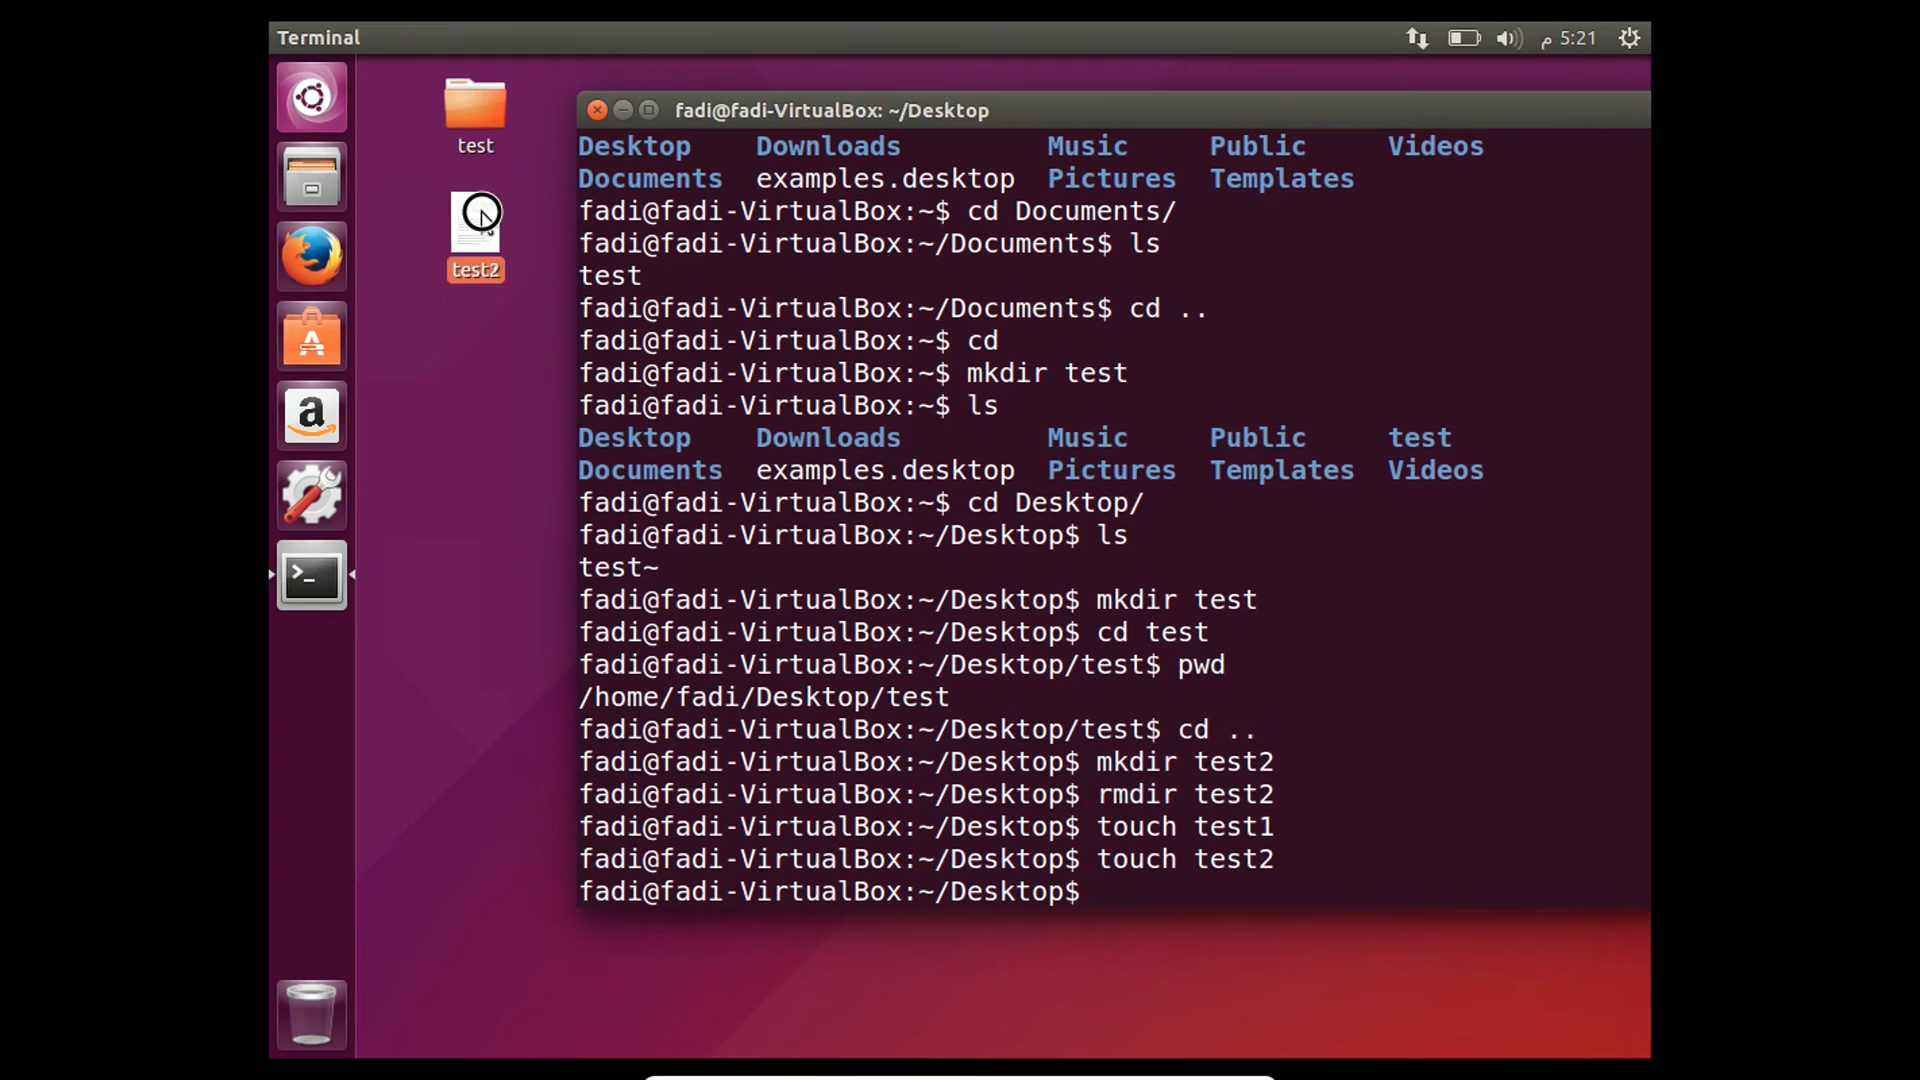 Terminal
5:21 م
test
test2
fadi@fadi-VirtualBox: ~/Desktop
Desktop Downloads Music Public Videos
Documents examples.desktop Pictures Templates
fadi@fadi-VirtualBox:~$ cd Documents/
fadi@fadi-VirtualBox:~/Documents$ ls
test
fadi@fadi-VirtualBox:~/Documents$ cd ..
fadi@fadi-VirtualBox:~$ cd
fadi@fadi-VirtualBox:~$ mkdir test
fadi@fadi-VirtualBox:~$ ls
Desktop Downloads Music Public test
Documents examples.desktop Pictures Templates Videos
fadi@fadi-VirtualBox:~$ cd Desktop/
fadi@fadi-VirtualBox:~/Desktop$ ls
test~
fadi@fadi-VirtualBox:~/Desktop$ mkdir test
fadi@fadi-VirtualBox:~/Desktop$ cd test
fadi@fadi-VirtualBox:~/Desktop/test$ pwd
/home/fadi/Desktop/test
fadi@fadi-VirtualBox:~/Desktop/test$ cd ..
fadi@fadi-VirtualBox:~/Desktop$ mkdir test2
fadi@fadi-VirtualBox:~/Desktop$ rmdir test2
fadi@fadi-VirtualBox:~/Desktop$ touch test1
fadi@fadi-VirtualBox:~/Desktop$ touch test2
fadi@fadi-VirtualBox:~/Desktop$